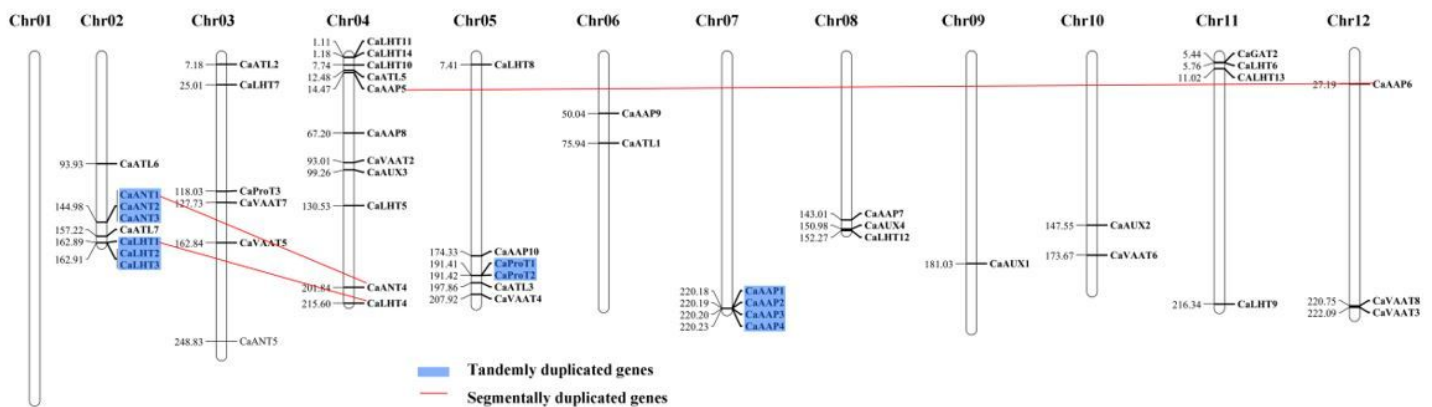 Chr01 Chr02 Chr03 Chr04 Chr05 Chr06 Chr07 Chr08 Chr09 Chr10 Chr11 Chr12
93.93 CaATL6
CaANT1
CaANT2
144.98 CaANT3
157.22 CaATL7
162.89 CaLHT1
CaLHT2
162.91 CaLHT3
7.18 CaATL2
25.01 CaLHT7
118.03 CaProT3
127.73 CaVAAT7
162.84 CaVAAT5
248.83 CaANT5
1.11 CaLHT11
1.18 CaLHT14
7.74 CaLHT10
12.48 CaATL5
14.47 CaAAP5
67.20 CaAAP8
93.01 CaVAAT2
99.26 CaAUX3
130.53 CaLHT5
201.84 CaANT4
215.60 CaLHT4
7.41 CaLHT8
174.33 CaAAP10
191.41 CaProT1
191.42 CaProT2
197.86 CaATL3
207.92 CaVAAT4
50.04 CaAAP9
75.94 CaATL1
220.18 CaAAP1
220.19 CaAAP2
220.20 CaAAP3
220.23 CaAAP4
143.01 CaAAP7
150.98 CaAUX4
152.27 CaLHT12
181.03 CaAUX1
147.55 CaAUX2
173.67 CaVAAT6
5.44 CaGAT2
5.76 CaLHT6
11.02 CALHT13
216.34 CaLHT9
27.19 CaAAP6
220.75 CaVAAT8
222.09 CaVAAT3
Tandemly duplicated genes
Segmentally duplicated genes